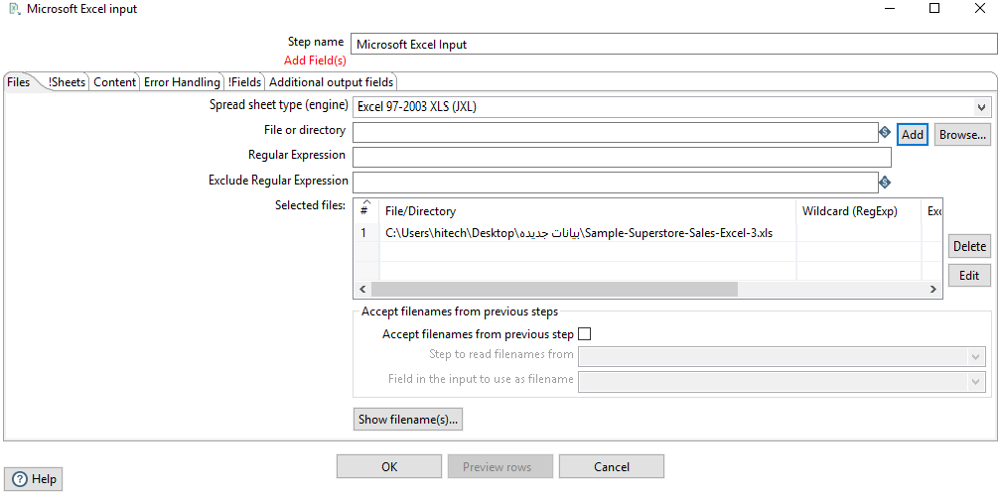 Microsoft Excel input
Step name Microsoft Excel Input
Add Field(s)
Files !Sheets Content Error Handling !Fields Additional output fields
Spread sheet type (engine) Excel 97-2003 XLS (JXL)
File or directory Add Browse...
Regular Expression
Exclude Regular Expression
Selected files: # File/Directory Wildcard (RegExp) Exc
1 C:\Users\hitech\Desktop\بيانات جديده\Sample-Superstore-Sales-Excel-3.xls
Delete
Edit
Accept filenames from previous steps
Accept filenames from previous step
Step to read filenames from
Field in the input to use as filename
Show filename(s)...
OK Preview rows Cancel
Help